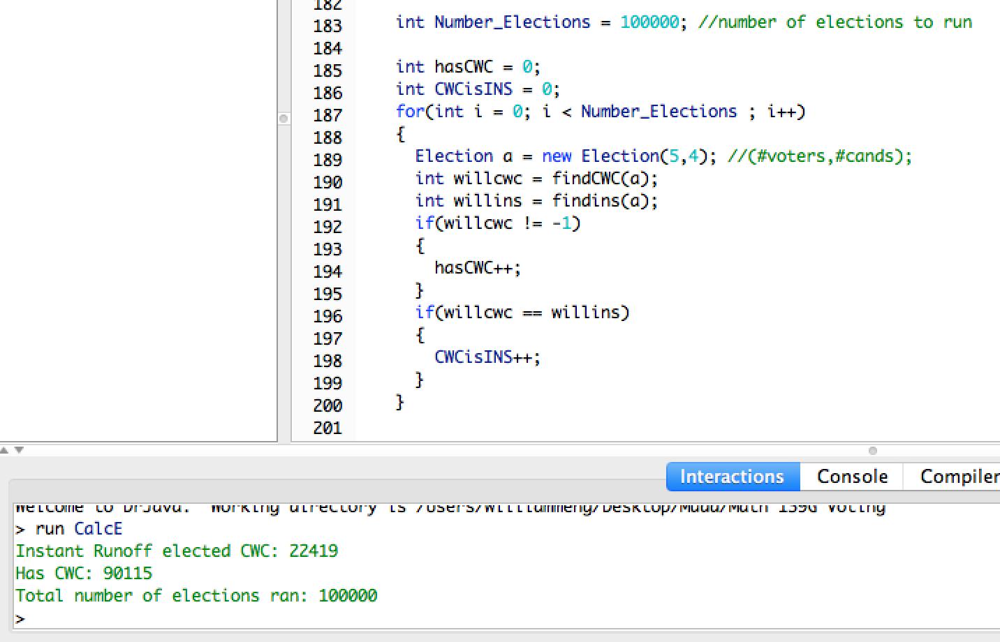 182
183 int Number_Elections = 100000; //number of elections to run
184
185 int hasCWC = 0;
186 int CWCisINS = 0;
187 for(int i = 0; i < Number_Elections ; i++)
188 {
189 Election a = new Election(5,4); //(#voters,#cands);
190 int willcwc = findCWC(a);
191 int willins = findins(a);
192 if(willcwc != -1)
193 {
194 hasCWC++;
195 }
196 if(willcwc == willins)
197 {
198 CWCisINS++;
199 }
200 }
201
Interactions Console Compiler
Welcome to DrJava. Working directory is /Users/williammeng/Desktop/Muda/Math 139G Voting
> run CalcE
Instant Runoff elected CWC: 22419
Has CWC: 90115
Total number of elections ran: 100000
>